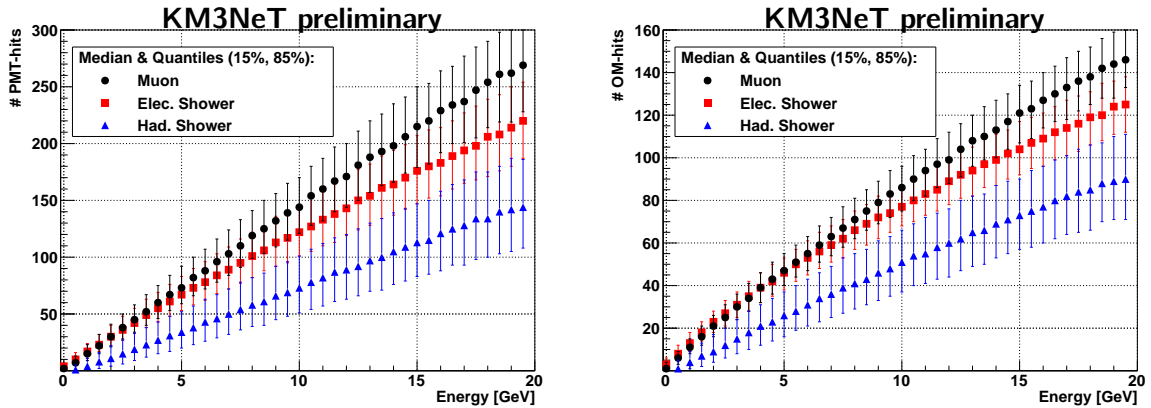 KM3NeT preliminary
# PMT-hits
300
250
200
150
100
50
Median & Quantiles (15%, 85%):
Muon
Elec. Shower
Had. Shower
0 5 10 15 20
Energy [GeV]
KM3NeT preliminary
# OM-hits
160
140
120
100
80
60
40
20
Median & Quantiles (15%, 85%):
Muon
Elec. Shower
Had. Shower
0 5 10 15 20
Energy [GeV]